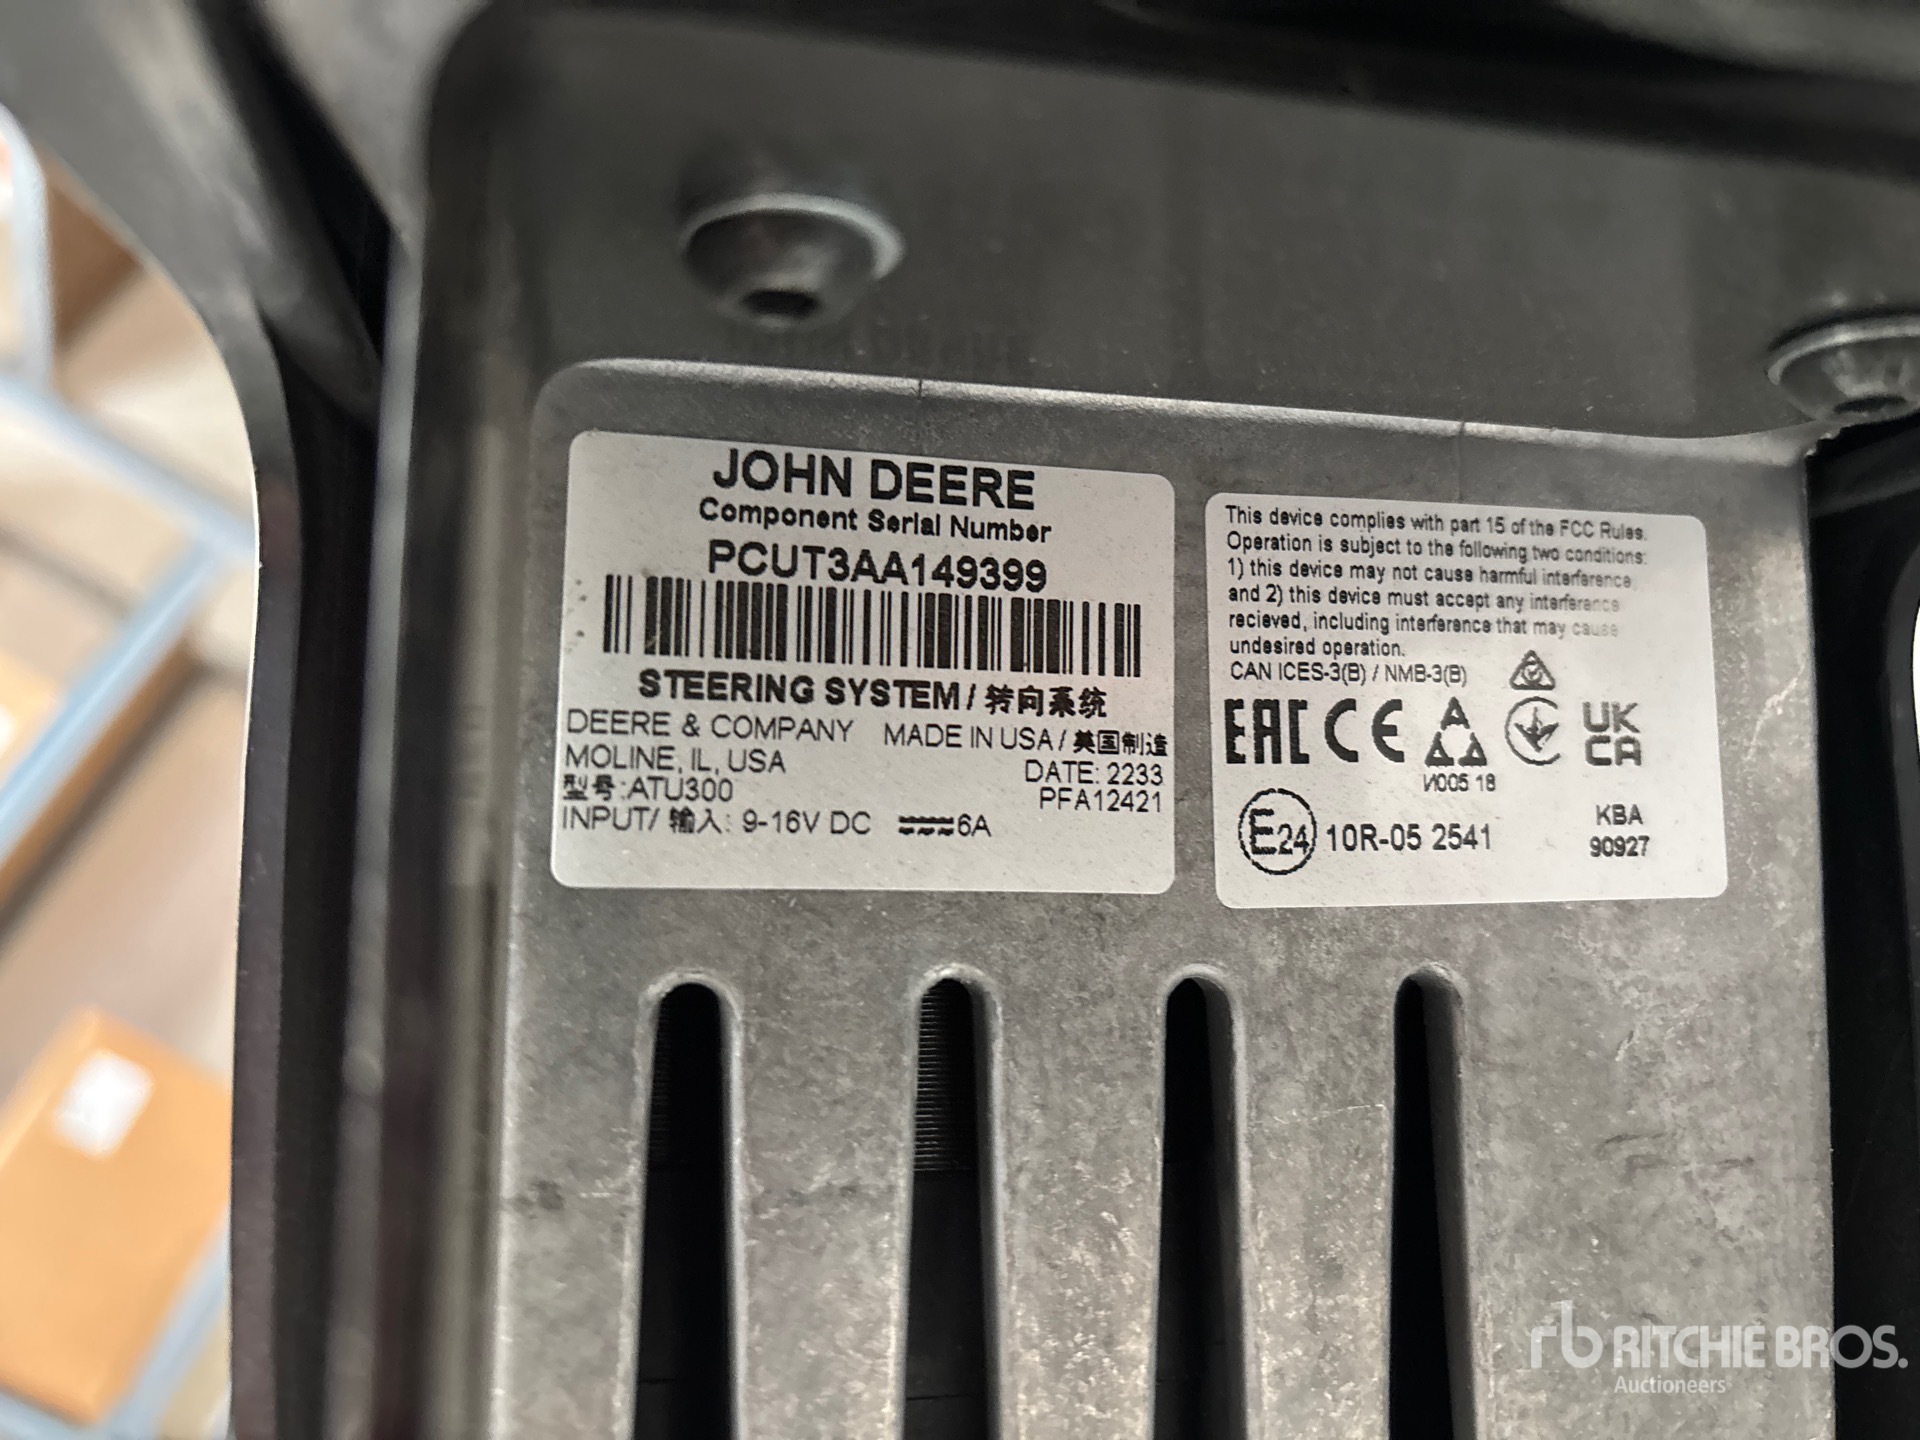 JOHN DEERE
Component Serial Number
PCUT3AA149399
STEERING SYSTEM / 转向系统
DEERE & COMPANY MADE IN USA / 美国制造
MOLINE, IL, USA DATE: 2233
型号:ATU300 PFA12421
INPUT/ 输入: 9-16V DC 6A
This device complies with part 15 of the FCC Rules.
Operation is subject to the following two conditions:
1) this device may not cause harmful interference,
and 2) this device must accept any interference
recieved, including interference that may cause
undesired operation.
CAN ICES-3(B) / NMB-3(B)
EAC CE UK
CA
И005 18
E24 10R-05 2541
KBA
90927
rb RITCHIE BROS.
Auctioneers